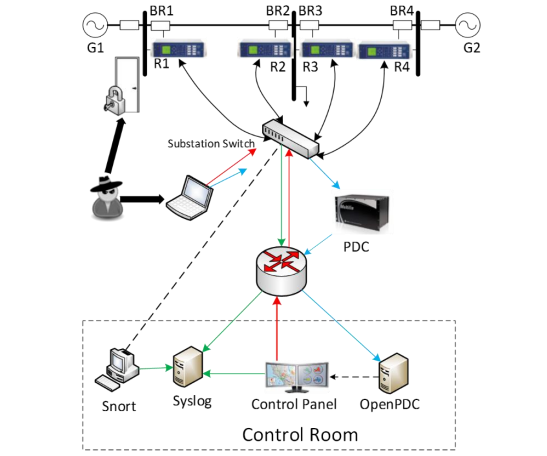 BR1 BR2 BR3 BR4
G1 G2
R1 R2 R3 R4
Substation Switch
PDC
Snort Syslog Control Panel OpenPDC
Control Room